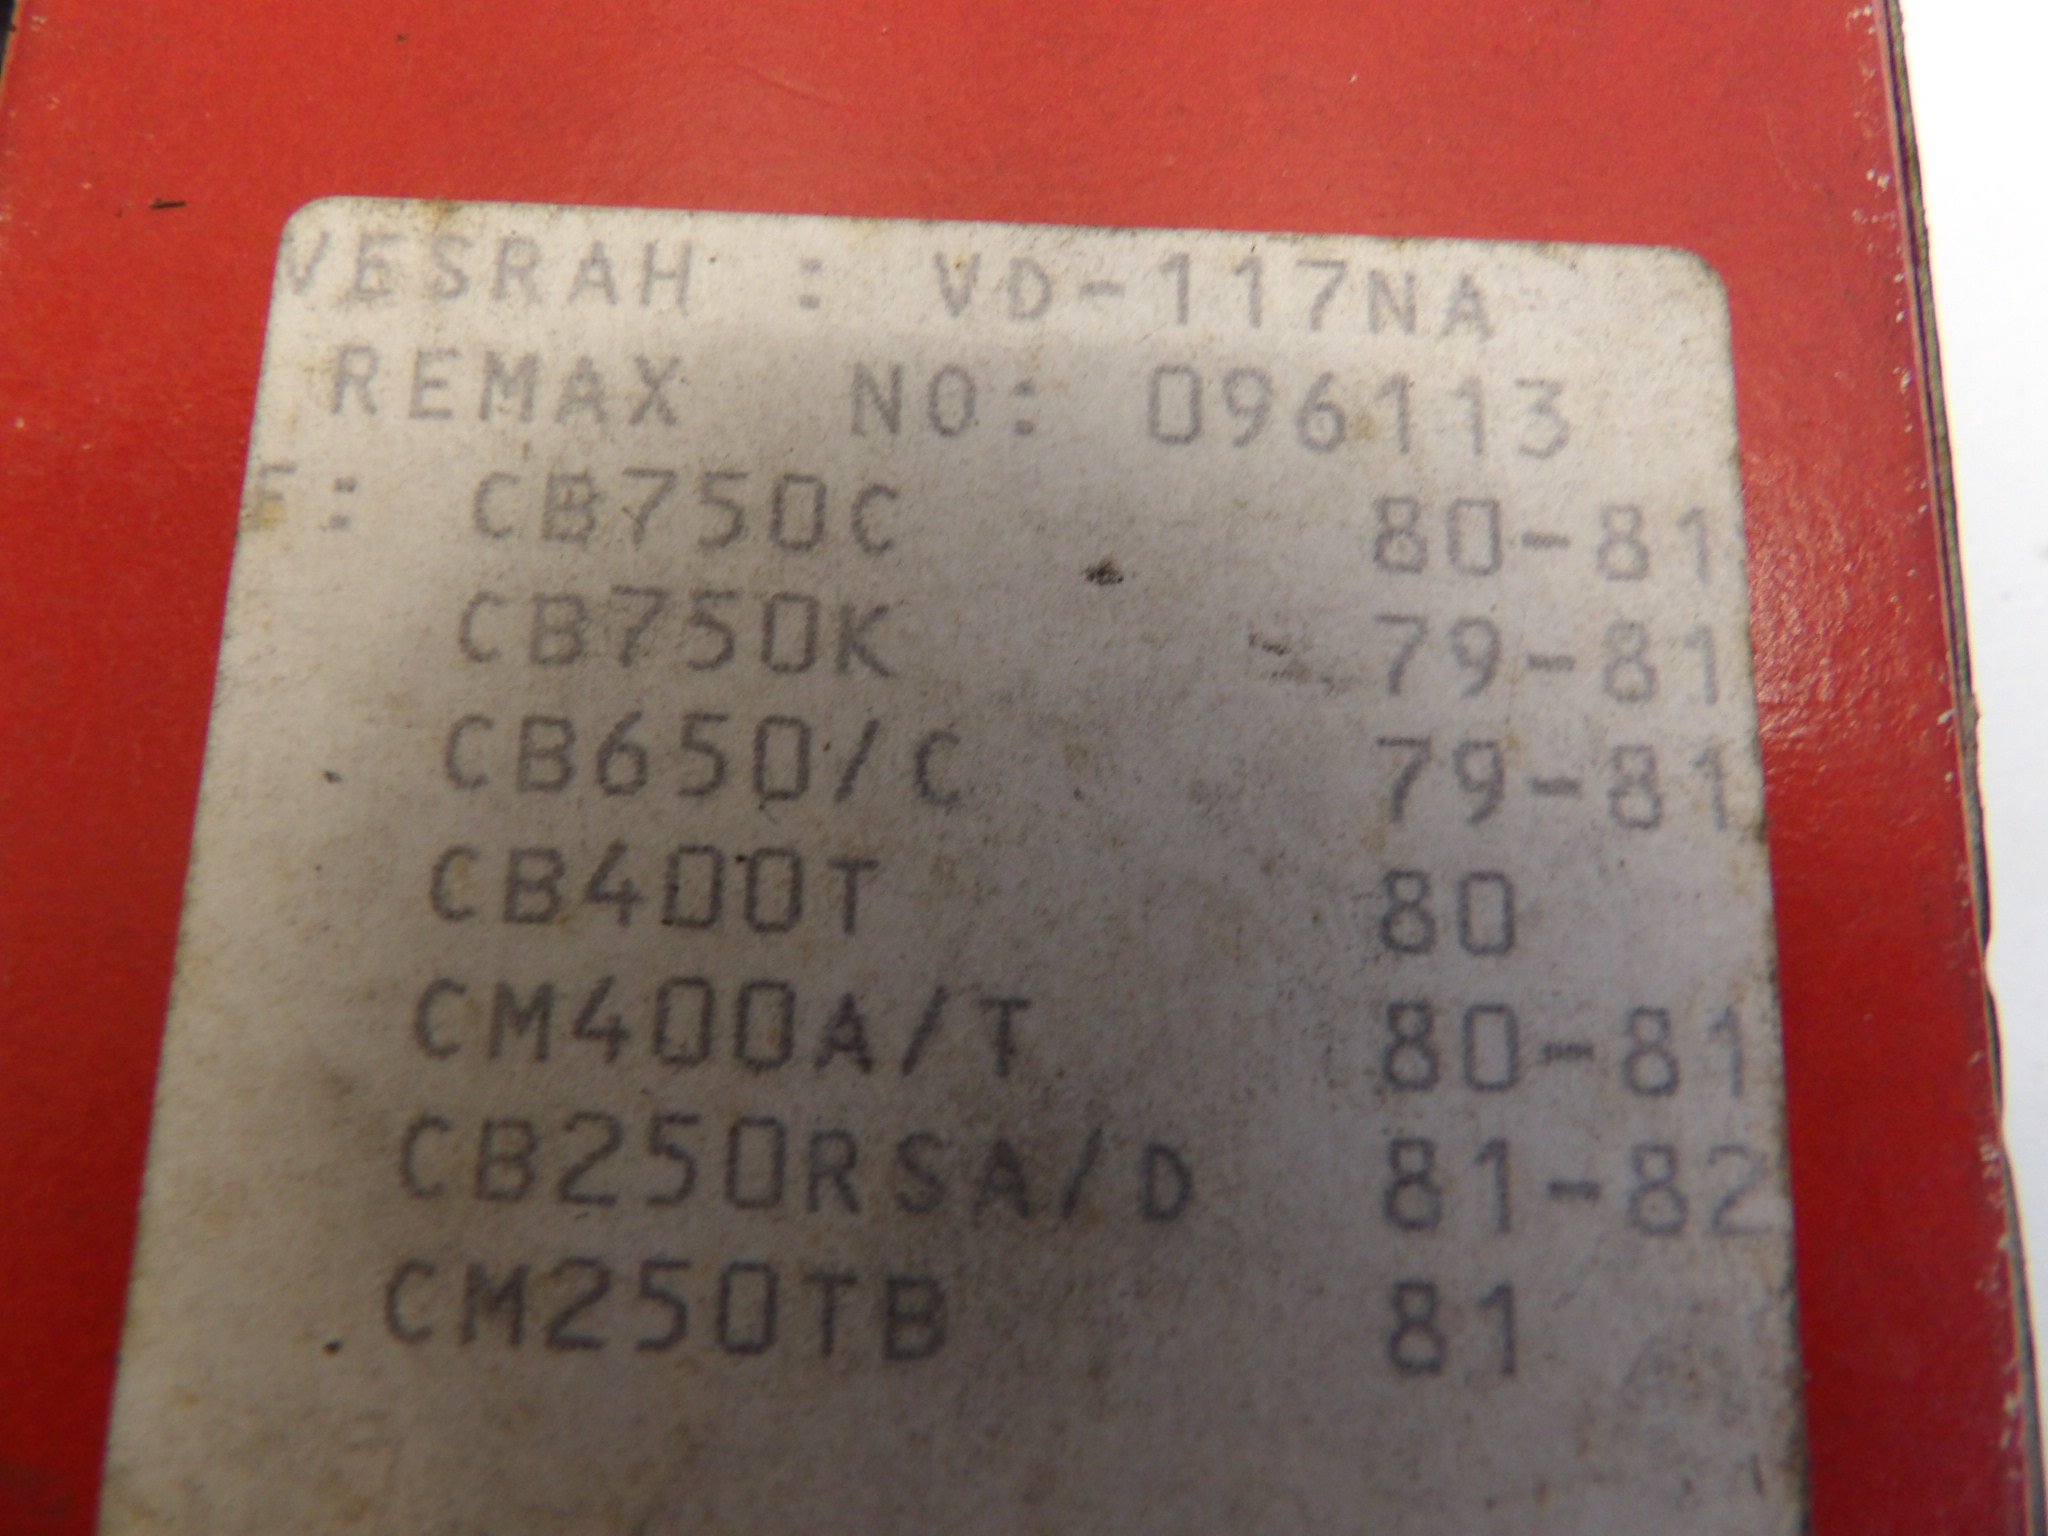 VESRAH : VD-117NA
REMAX NO: 096113
F: CB750C 80-81
CB750K 79-81
CB650/C 79-81
CB400T 80
CM400A/T 80-81
CB250RSA/D 81-82
CM250TB 81